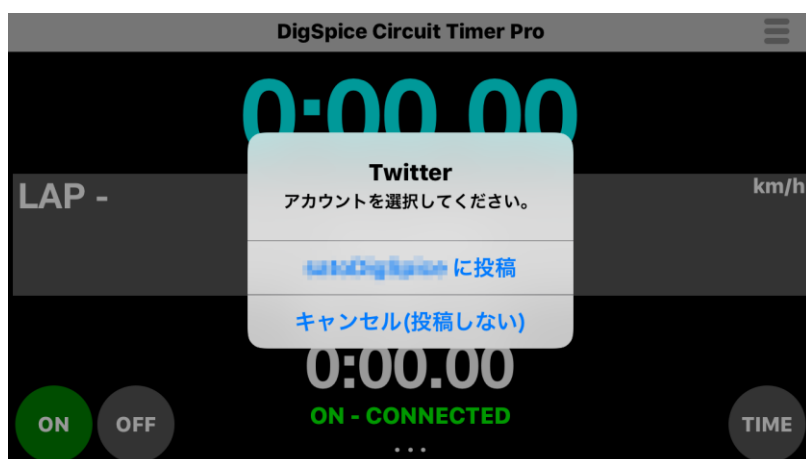 DigSpice Circuit Timer Pro
0:00.00
Twitter
アカウントを選択してください。
LAP -
km/h
に投稿
キャンセル(投稿しない)
0:00.00
ON
OFF
ON - CONNECTED
TIME